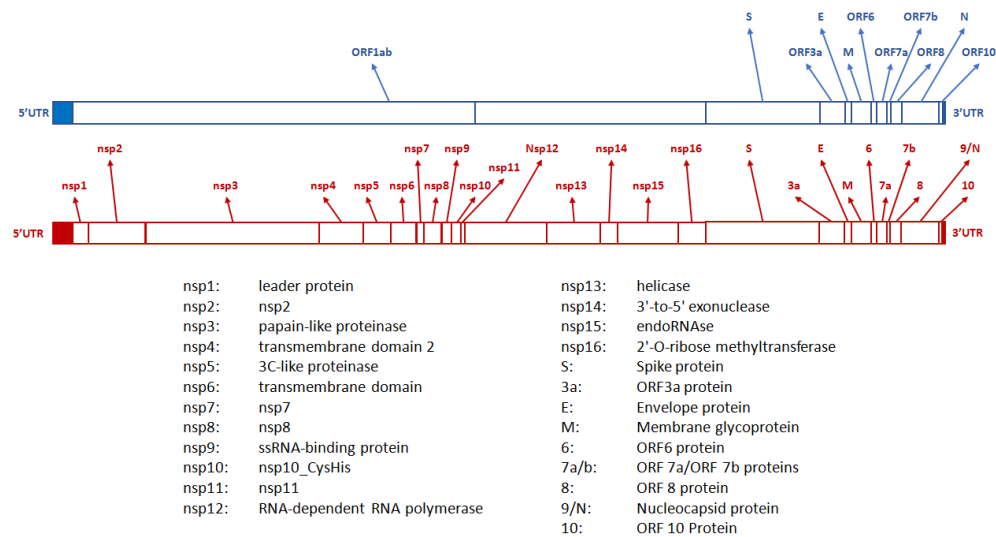 S E ORF6 ORF7b N
ORF1ab ORF3a M ORF7a ORF8 ORF10
5'UTR 3'UTR
nsp2 nsp7 nsp9 Nsp12 nsp14 nsp16 S E 6 7b 9/N
nsp11
nsp1 nsp3 nsp4 nsp5 nsp6 nsp8 nsp10 nsp13 nsp15 3a M 7a 8 10
5'UTR 3'UTR
nsp1: leader protein
nsp2: nsp2
nsp3: papain-like proteinase
nsp4: transmembrane domain 2
nsp5: 3C-like proteinase
nsp6: transmembrane domain
nsp7: nsp7
nsp8: nsp8
nsp9: ssRNA-binding protein
nsp10: nsp10_CysHis
nsp11: nsp11
nsp12: RNA-dependent RNA polymerase
nsp13: helicase
nsp14: 3'-to-5' exonuclease
nsp15: endoRNAse
nsp16: 2'-O-ribose methyltransferase
S: Spike protein
3a: ORF3a protein
E: Envelope protein
M: Membrane glycoprotein
6: ORF6 protein
7a/b: ORF 7a/ORF 7b proteins
8: ORF 8 protein
9/N: Nucleocapsid protein
10: ORF 10 Protein